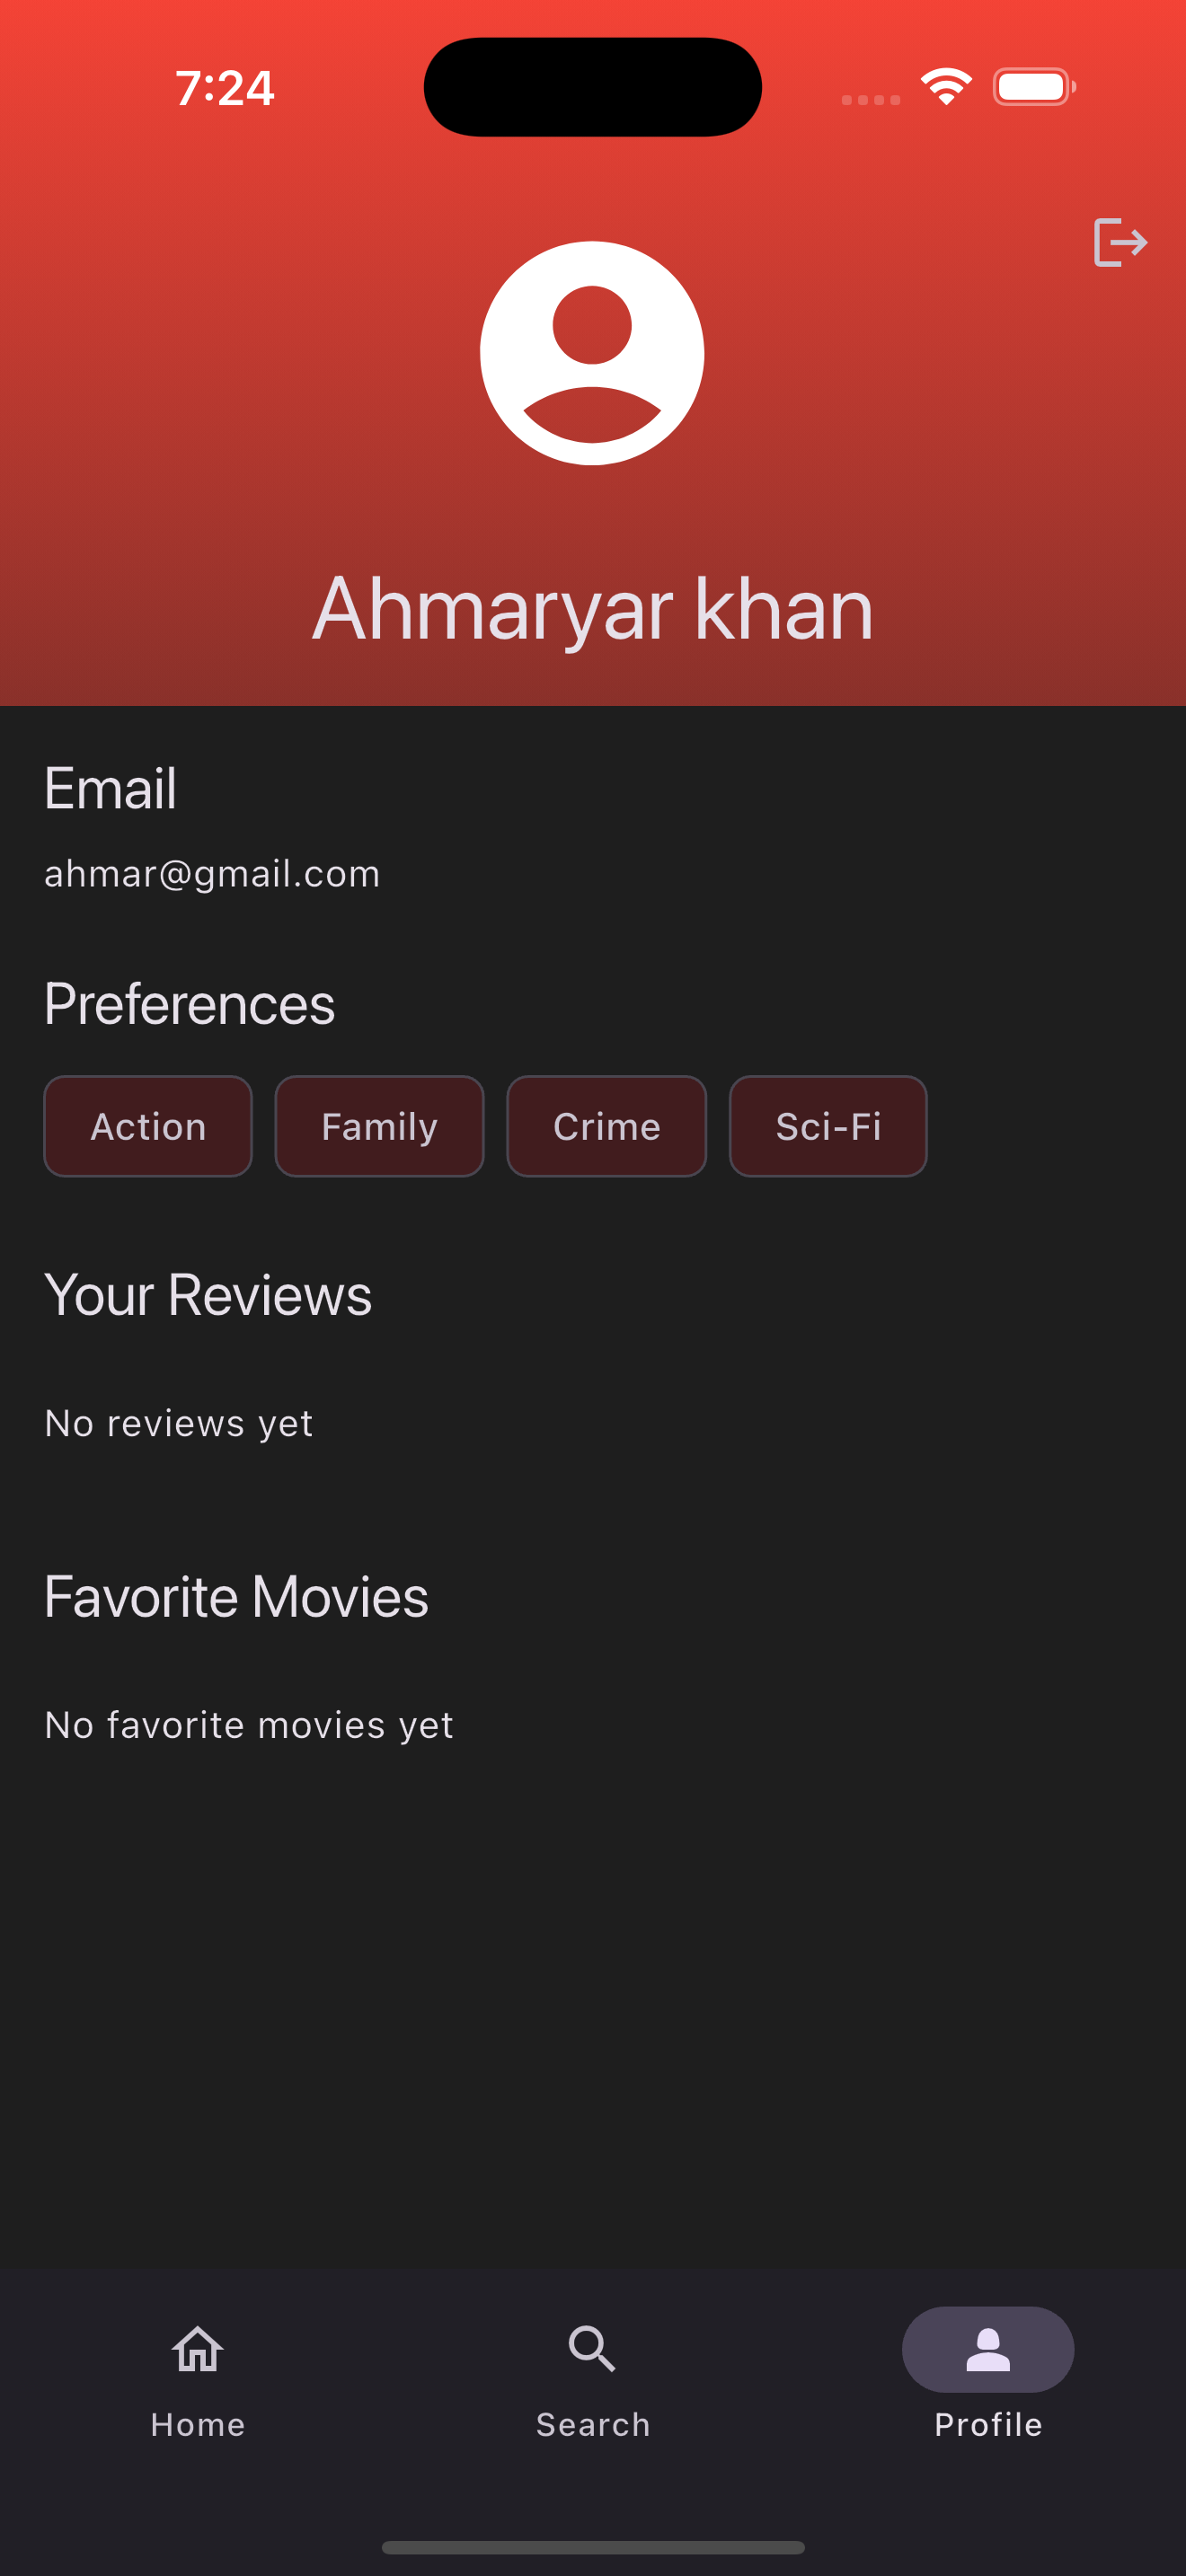 7:24
Ahmaryar khan
Email
ahmar@gmail.com
Preferences
Action Family Crime Sci-Fi
Your Reviews
No reviews yet
Favorite Movies
No favorite movies yet
Home Search Profile